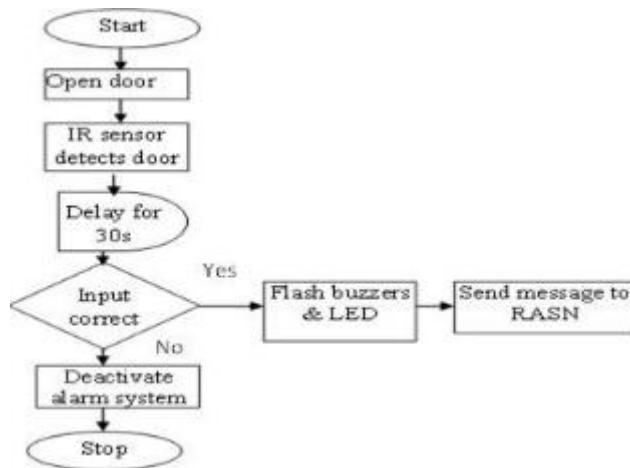 Start
Open door
IR sensor
detects door
Delay for
30s
Input
correct
Yes
Flash buzzers
& LED
Send message to
RASN
No
Deactivate
alarm system
Stop